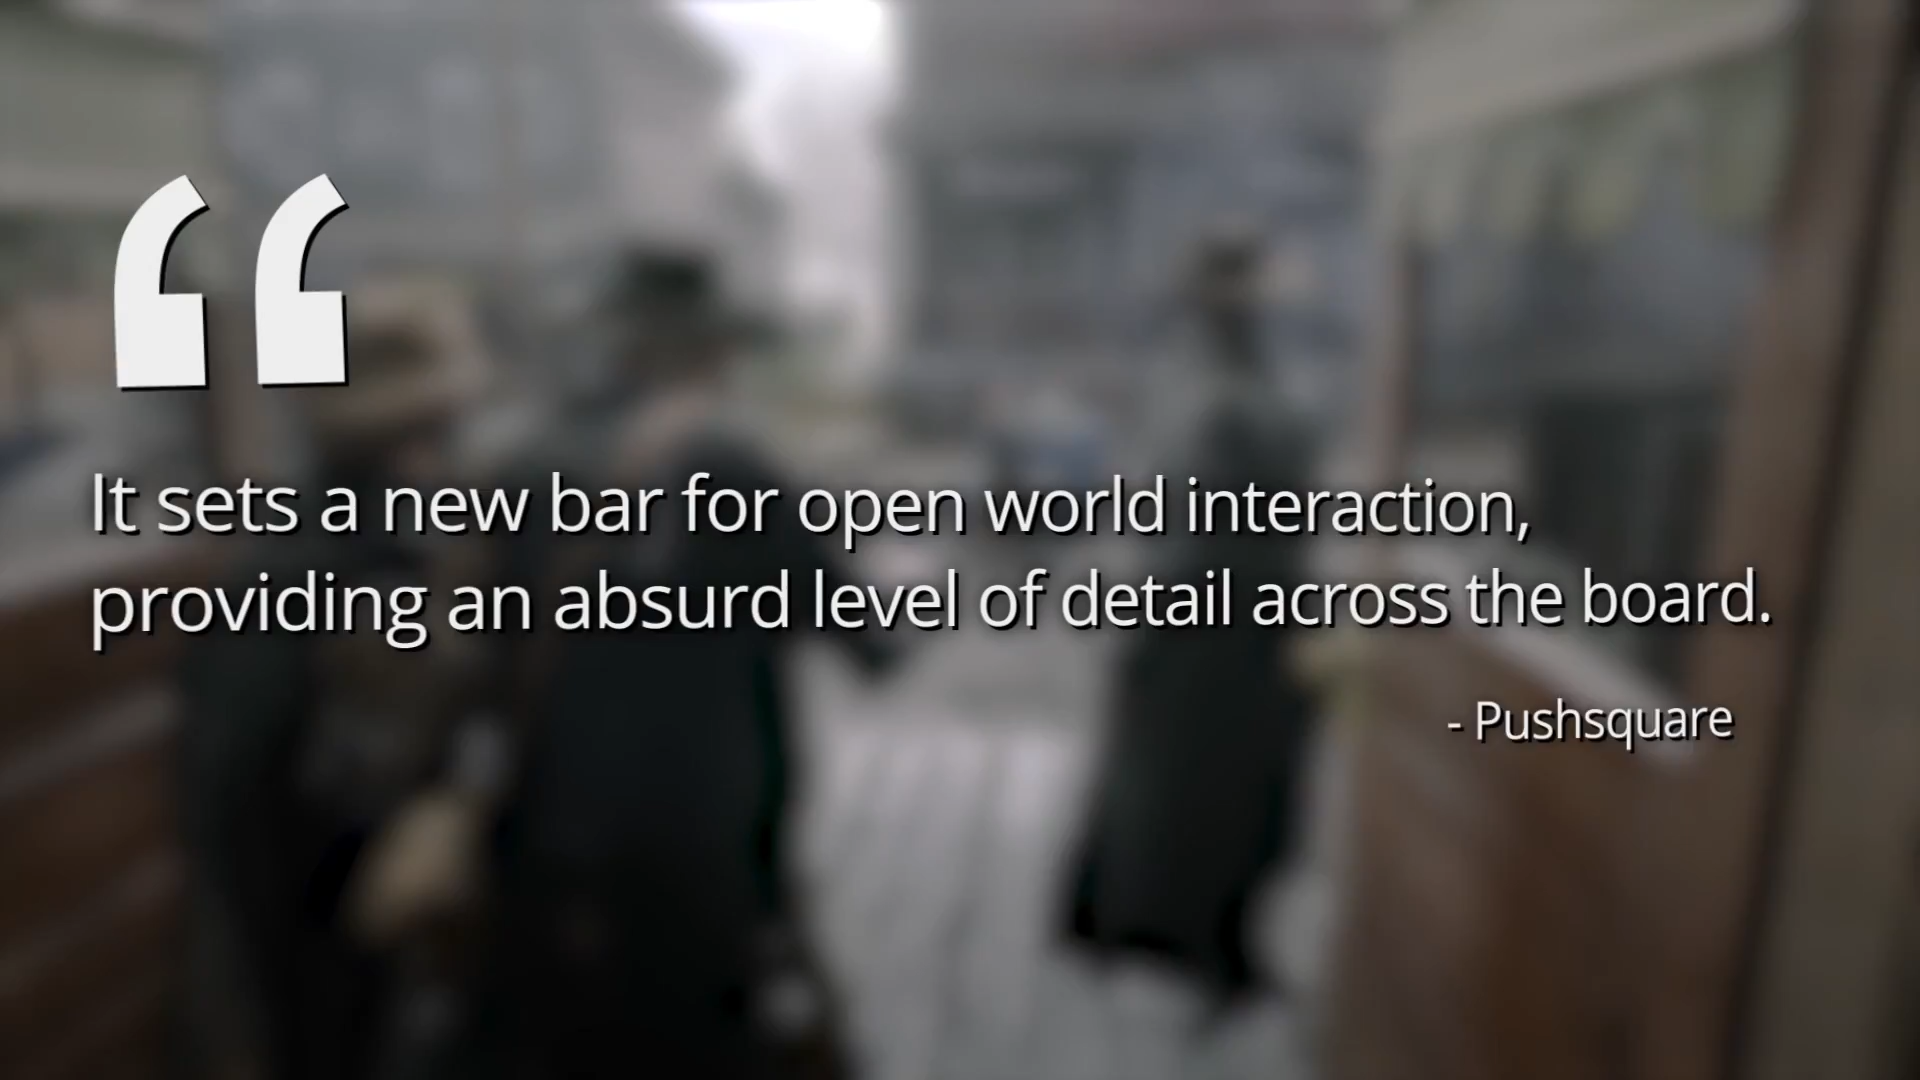 “
It sets a new bar for open world interaction,
providing an absurd level of detail across the board.
- Pushsquare